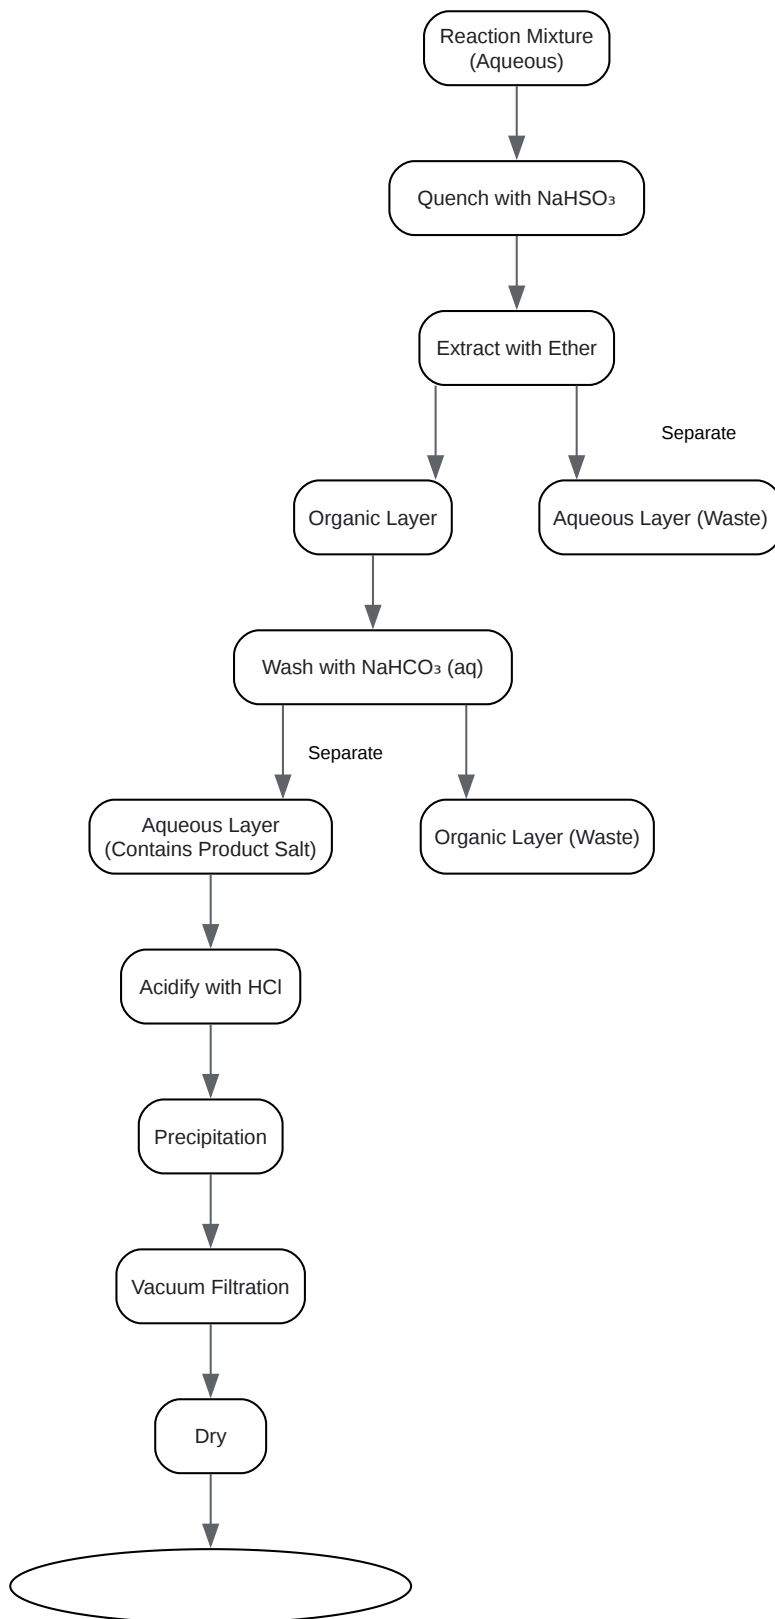 Reaction Mixture
(Aqueous)
Quench with NaHSO₃
Extract with Ether
Separate
Organic Layer
Aqueous Layer (Waste)
Wash with NaHCO₃ (aq)
Separate
Aqueous Layer
(Contains Product Salt)
Organic Layer (Waste)
Acidify with HCl
Precipitation
Vacuum Filtration
Dry